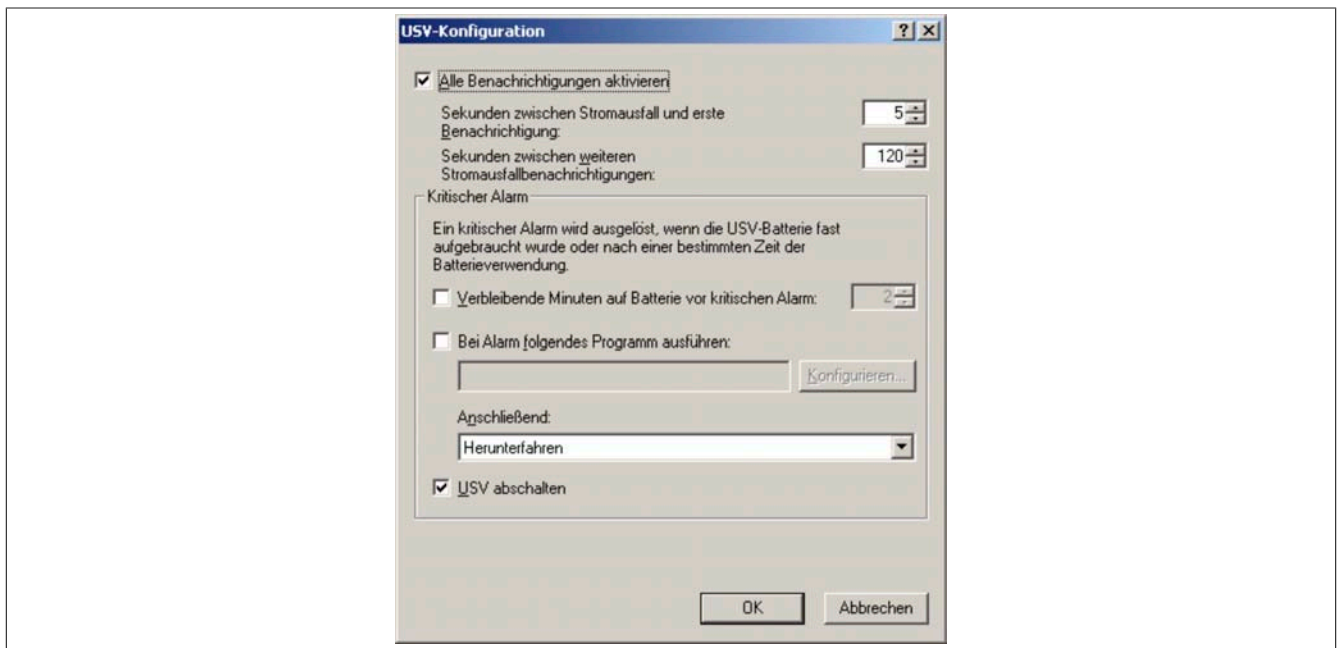 USV-Konfiguration
Alle Benachrichtigungen aktivieren
Sekunden zwischen Stromausfall und erste
Benachrichtigung:
5
Sekunden zwischen weiteren
Stromausfallbenachrichtigungen:
120
Kritischer Alarm
Ein kritischer Alarm wird ausgelöst, wenn die USV-Batterie fast
aufgebraucht wurde oder nach einer bestimmten Zeit der
Batterieverwendung.
Verbleibende Minuten auf Batterie vor kritischen Alarm:
2
Bei Alarm folgendes Programm ausführen:
Konfigurieren...
Anschließend:
Herunterfahren
USV abschalten
OK
Abbrechen